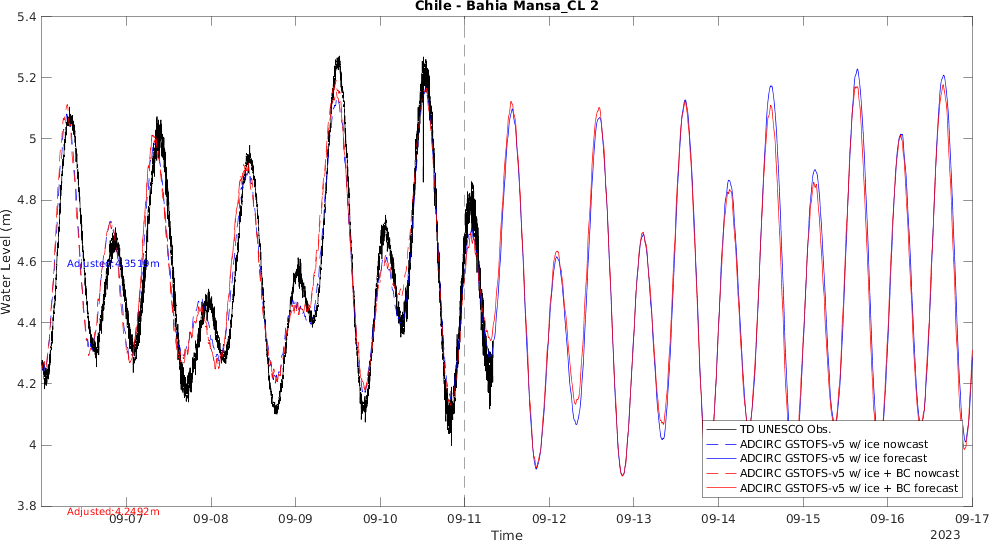 Chile - Bahia Mansa_CL 2
5.4
5.2
5
4.8
4.6
4.4
4.2
4
3.8
Water Level (m)
Adjusted:4.3519m
Adjusted:4.2492m
TD UNESCO Obs.
ADCIRC GSTOFS-v5 w/ ice nowcast
ADCIRC GSTOFS-v5 w/ ice forecast
ADCIRC GSTOFS-v5 w/ ice + BC nowcast
ADCIRC GSTOFS-v5 w/ ice + BC forecast
09-07 09-08 09-09 09-10 09-11 09-12 09-13 09-14 09-15 09-16 09-17
Time
2023